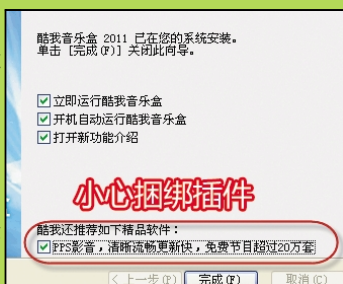 酷我音乐盒 2011 已在您的系统安装。
单击 [完成(F)] 关闭此向导。
立即运行酷我音乐盒
开机自动运行酷我音乐盒
打开新功能介绍
小心捆绑插件
酷我还推荐如下精品软件：
PPS影音，清晰流畅更新快，免费节目超过20万套
< 上一步(P) 完成(F) 取消(C)